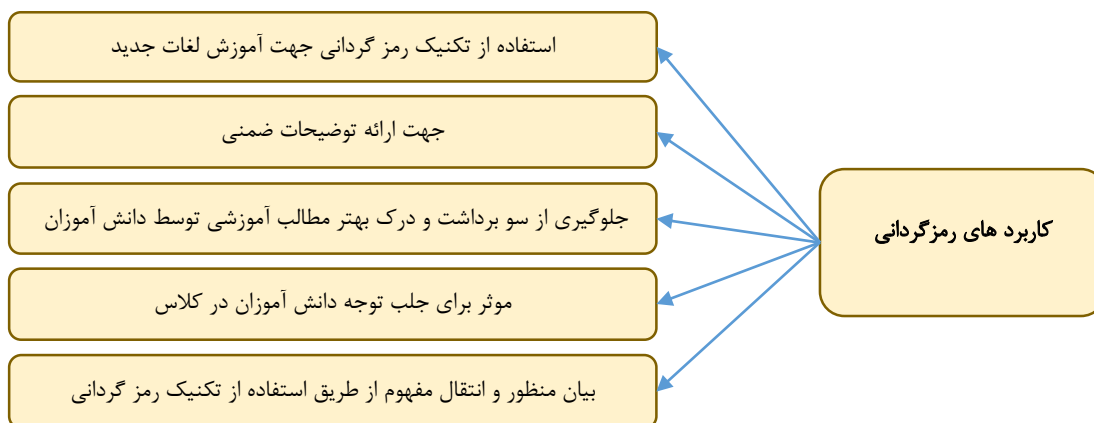 کاربرد های رمزگردانی
استفاده از تکنیک رمز گردانی جهت آموزش لغات جدید
جهت ارائه توضیحات ضمنی
جلوگیری از سو برداشت و درک بهتر مطالب آموزشی توسط دانش آموزان
موثر برای جلب توجه دانش آموزان در کلاس
بیان منظور و انتقال مفهوم از طریق استفاده از تکنیک رمز گردانی